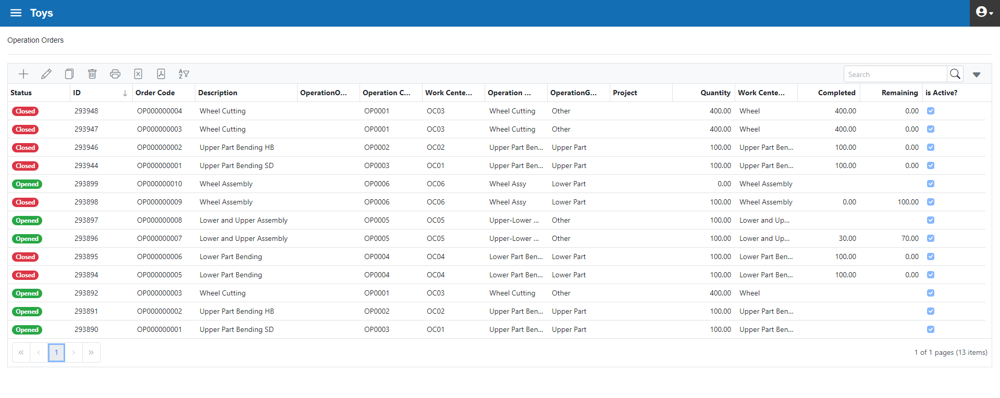 Toys
Operation Orders
Search
Status ID Order Code Description OperationO... Operation C... Work Cente... Operation ... OperationG... Project Quantity Work Cente... Completed Remaining is Active?
Closed 293948 OP000000004 Wheel Cutting OP0001 OC03 Wheel Cutting Other 400.00 Wheel 400.00 0.00
Closed 293947 OP000000003 Wheel Cutting OP0001 OC03 Wheel Cutting Other 400.00 Wheel 400.00 0.00
Closed 293946 OP000000002 Upper Part Bending HB OP0002 OC02 Upper Part Ben... Upper Part 100.00 Upper Part Ben... 100.00 0.00
Closed 293944 OP000000001 Upper Part Bending SD OP0003 OC01 Upper Part Ben... Upper Part 100.00 Upper Part Ben... 100.00 0.00
Opened 293899 OP000000010 Wheel Assembly OP0006 OC06 Wheel Assy Lower Part 0.00 Wheel Assembly
Closed 293898 OP000000009 Wheel Assembly OP0006 OC06 Wheel Assy Lower Part 100.00 Wheel Assembly 0.00 100.00
Opened 293897 OP000000008 Lower and Upper Assembly OP0005 OC05 Upper-Lower ... Other 100.00 Lower and Up...
Opened 293896 OP000000007 Lower and Upper Assembly OP0005 OC05 Upper-Lower ... Other 100.00 Lower and Up... 30.00 70.00
Closed 293895 OP000000006 Lower Part Bending OP0004 OC04 Lower Part Ben... Lower Part 100.00 Lower Part Ben... 100.00 0.00
Closed 293894 OP000000005 Lower Part Bending OP0004 OC04 Lower Part Ben... Lower Part 100.00 Lower Part Ben... 100.00 0.00
Opened 293892 OP000000003 Wheel Cutting OP0001 OC03 Wheel Cutting Other 400.00 Wheel
Opened 293891 OP000000002 Upper Part Bending HB OP0002 OC02 Upper Part Ben... Upper Part 100.00 Upper Part Ben...
Opened 293890 OP000000001 Upper Part Bending SD OP0003 OC01 Upper Part Ben... Upper Part 100.00 Upper Part Ben...
« ‹ 1 › » 1 of 1 pages (13 items)